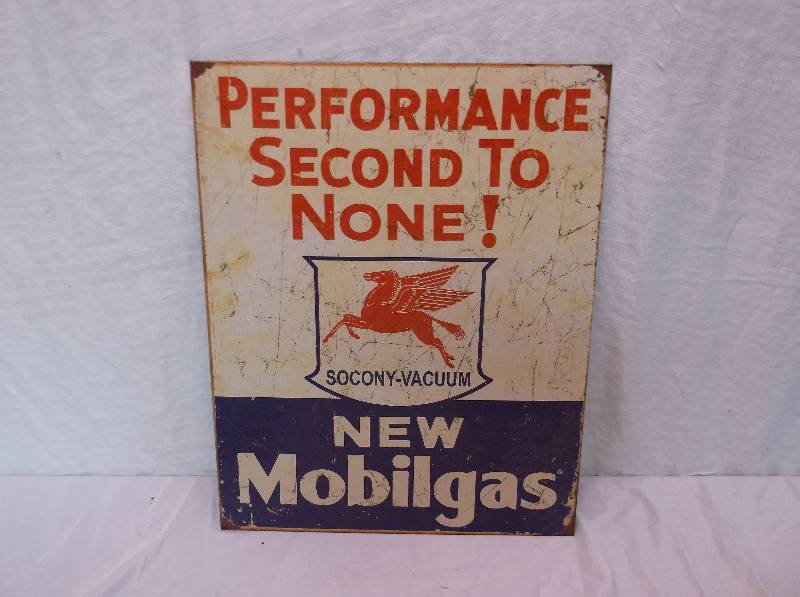 PERFORMANCE
SECOND TO
NONE!
SOCONY-VACUUM
NEW
Mobilgas